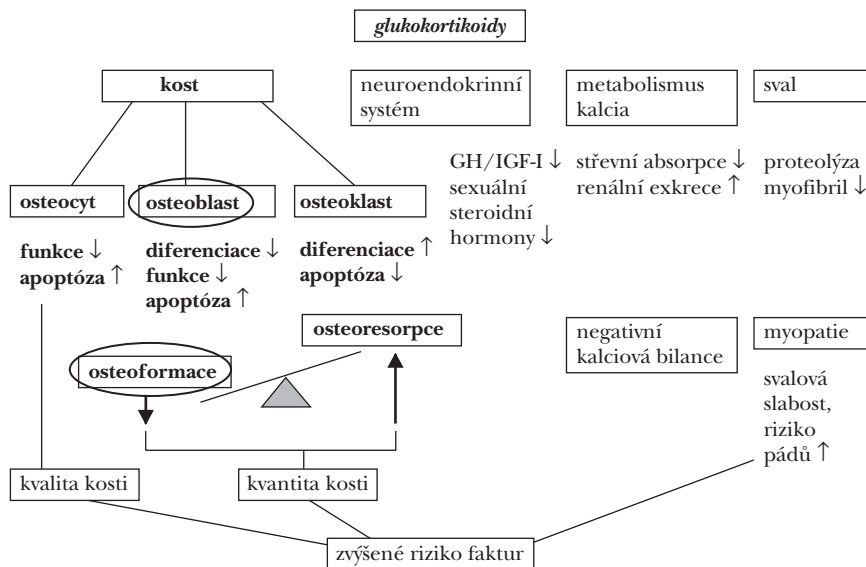 glukokortikoidy
kost
neuroendokrinní
systém
metabolismus
kalcia
sval
GH/IGF-I ↓
sexuální
steroidní
hormony ↓
střevní absorpce ↓
renální exkrece ↑
proteolýza
myofibril ↓
osteocyt
osteoblast
osteoklast
funkce ↓
apoptóza ↑
diferenciace ↓
funkce ↓
apoptóza ↑
diferenciace ↑
apoptóza ↓
osteoresorpce
osteoformace
negativní
kalciová bilance
myopatie
svalová
slabost,
riziko
pádů ↑
kvalita kosti
kvantita kosti
zvýšené riziko faktur